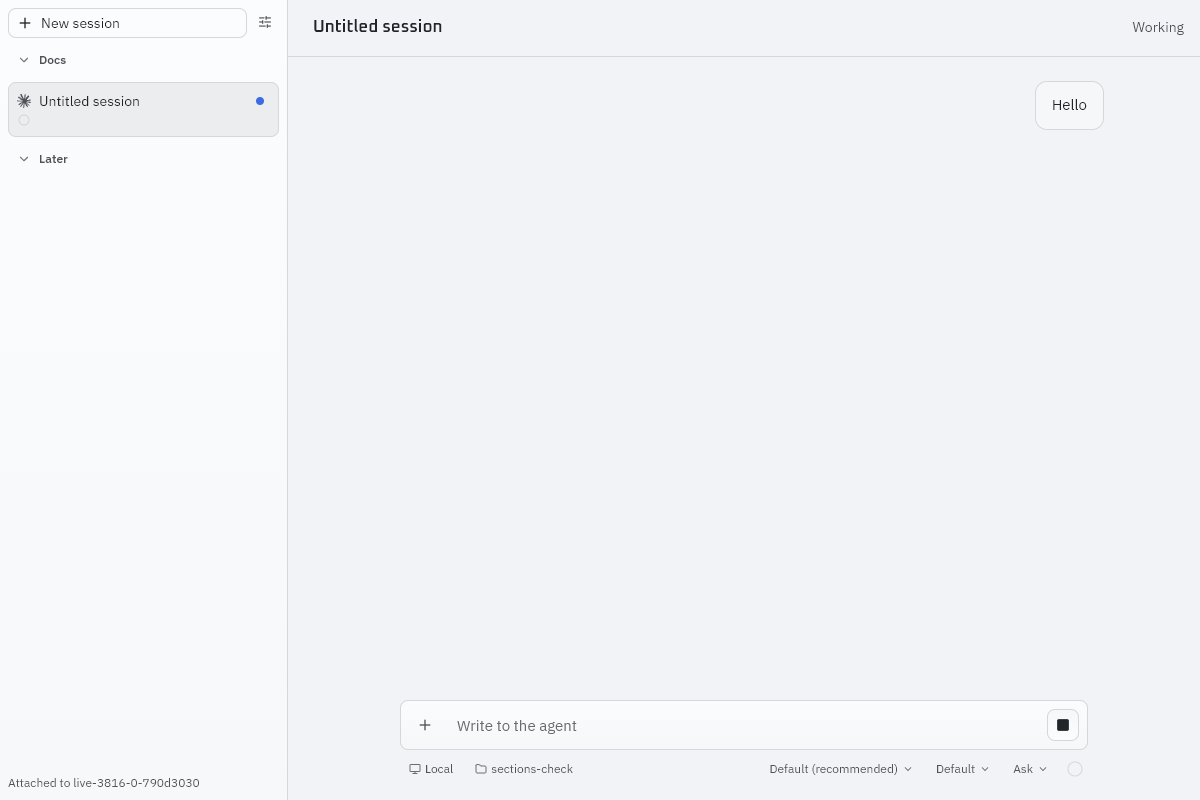 New session
Docs
Untitled session
Later
Attached to live-3816-0-790d3030
Untitled session
Working
Hello
Write to the agent
Local
sections-check
Default (recommended)
Default
Ask